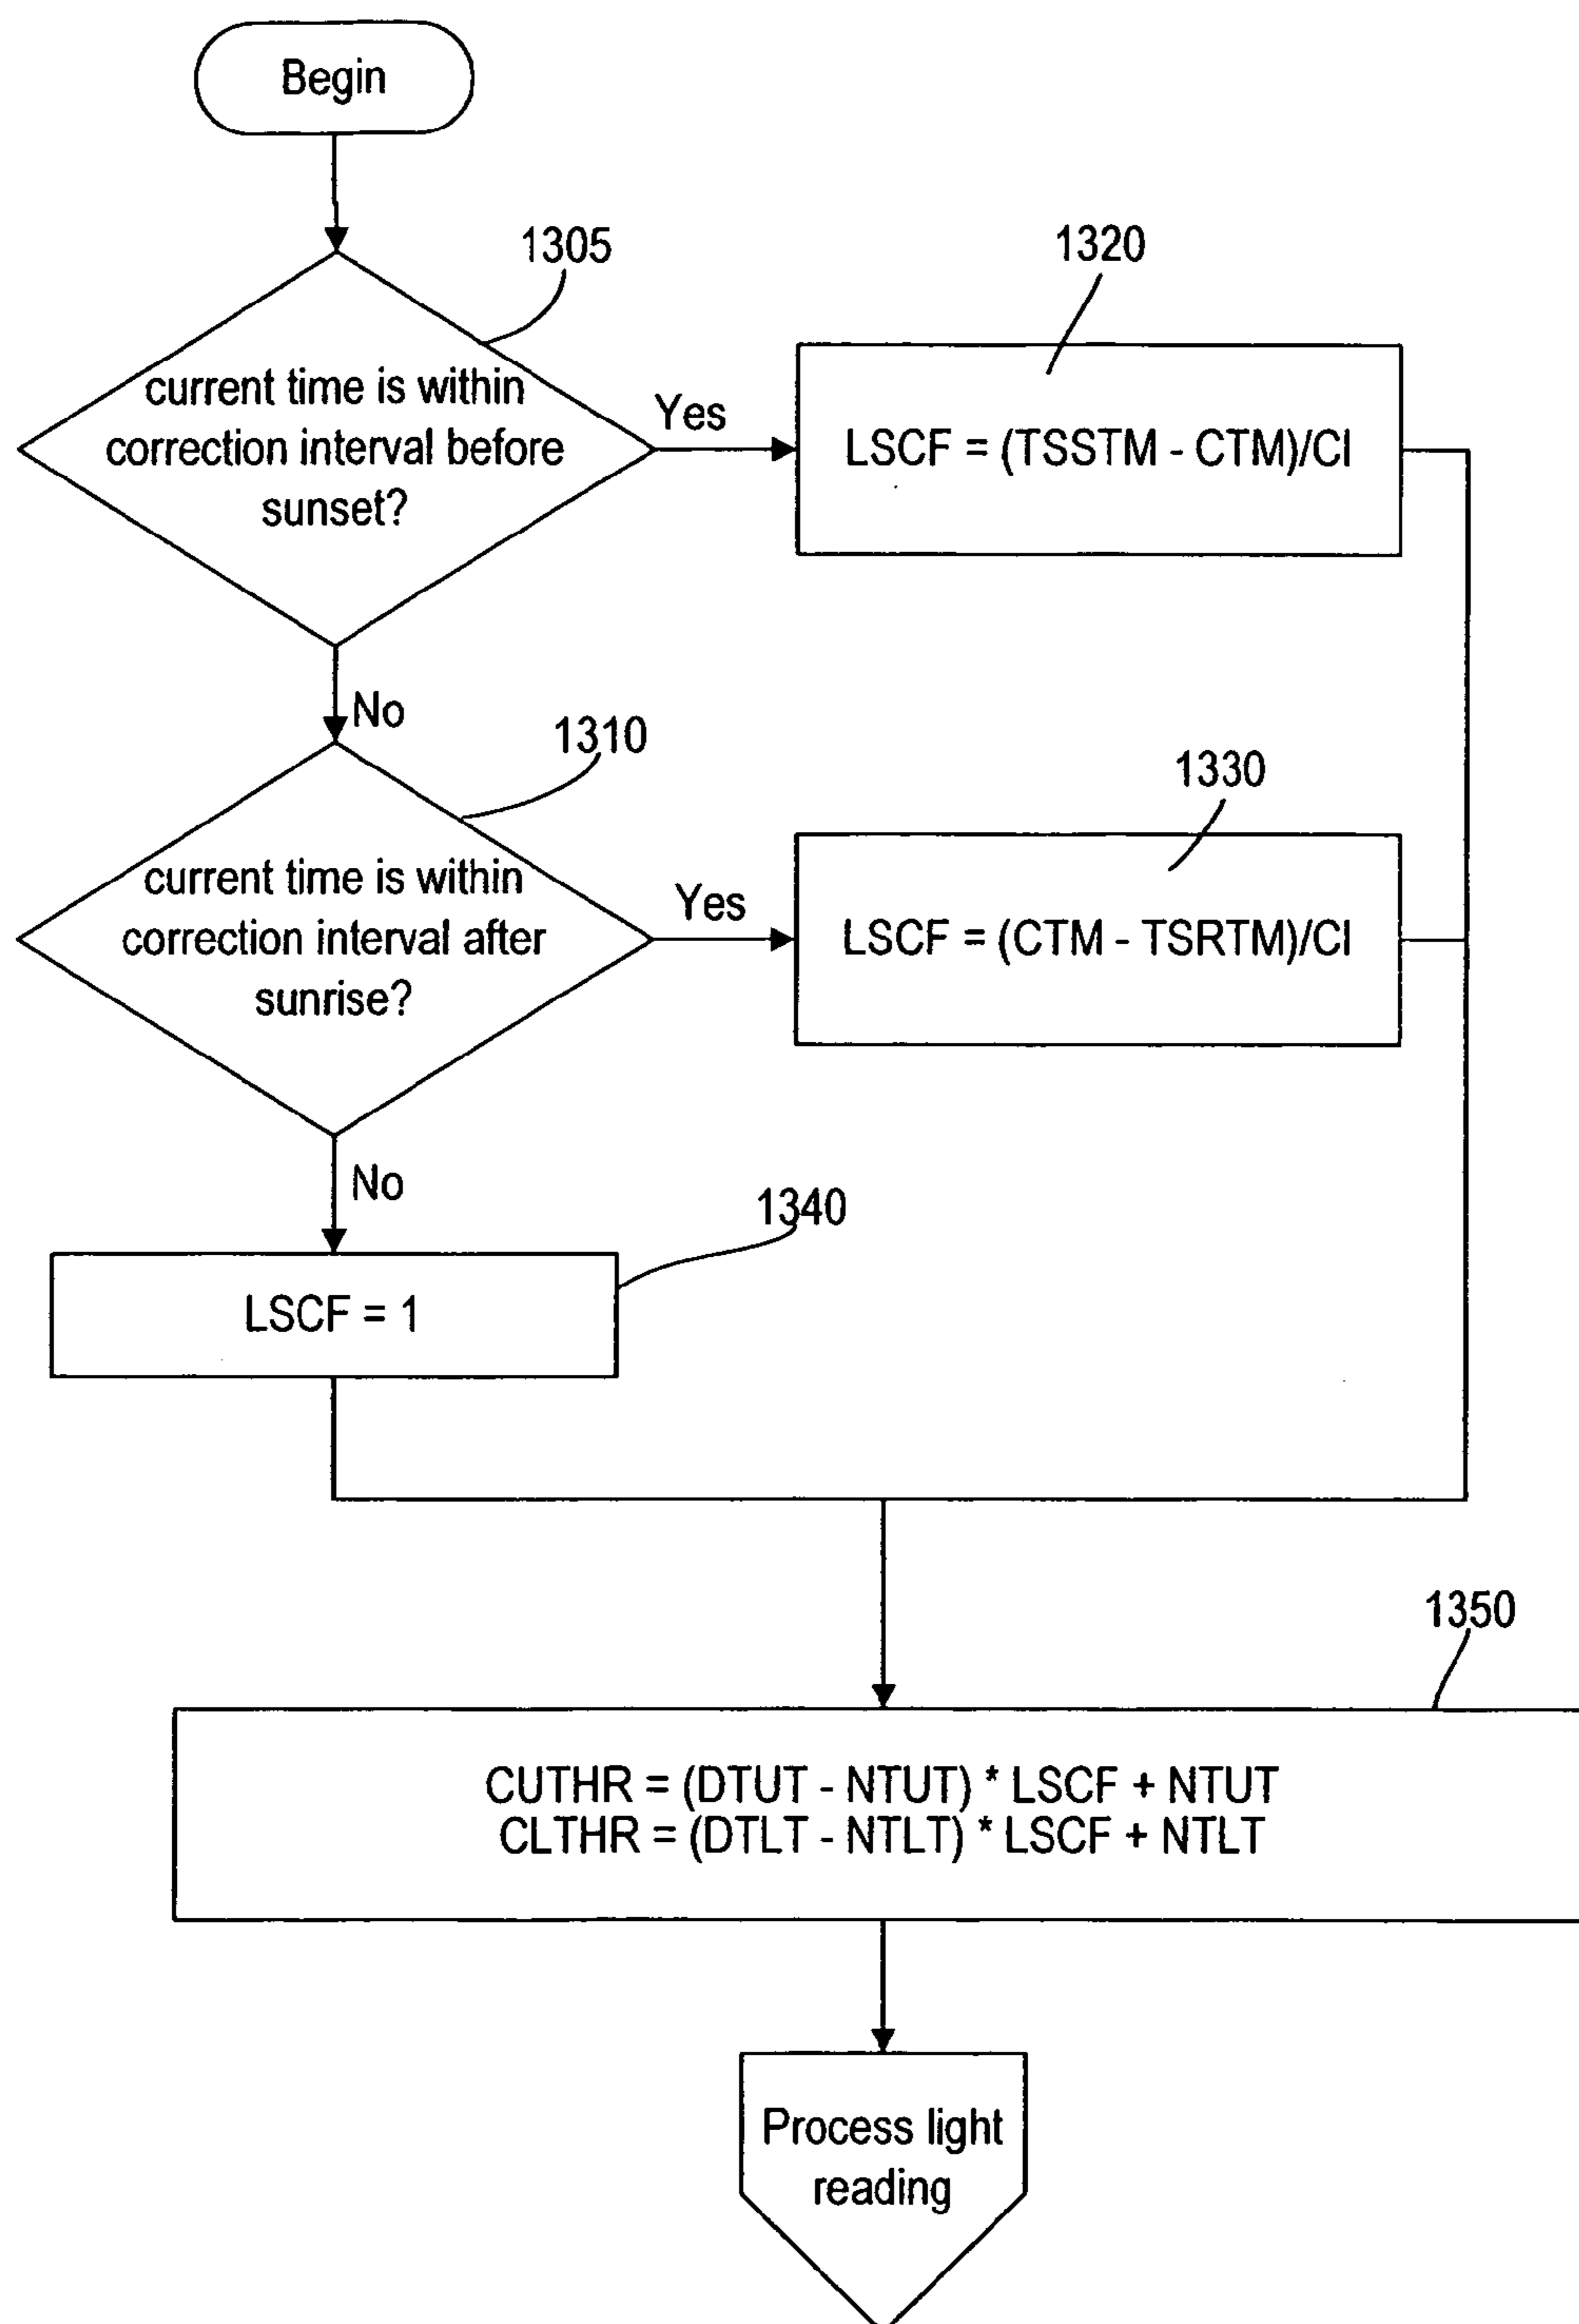 Begin
1305
current time is within
correction interval before
sunset?
Yes
1320
LSCF = (TSSTM - CTM)/CI
No
1310
current time is within
correction interval after
sunrise?
Yes
1330
LSCF = (CTM - TSRTM)/CI
No
1340
LSCF = 1
1350
CUTHR = (DTUT - NTUT) * LSCF + NTUT
CLTHR = (DTLT - NTLT) * LSCF + NTLT
Process light
reading